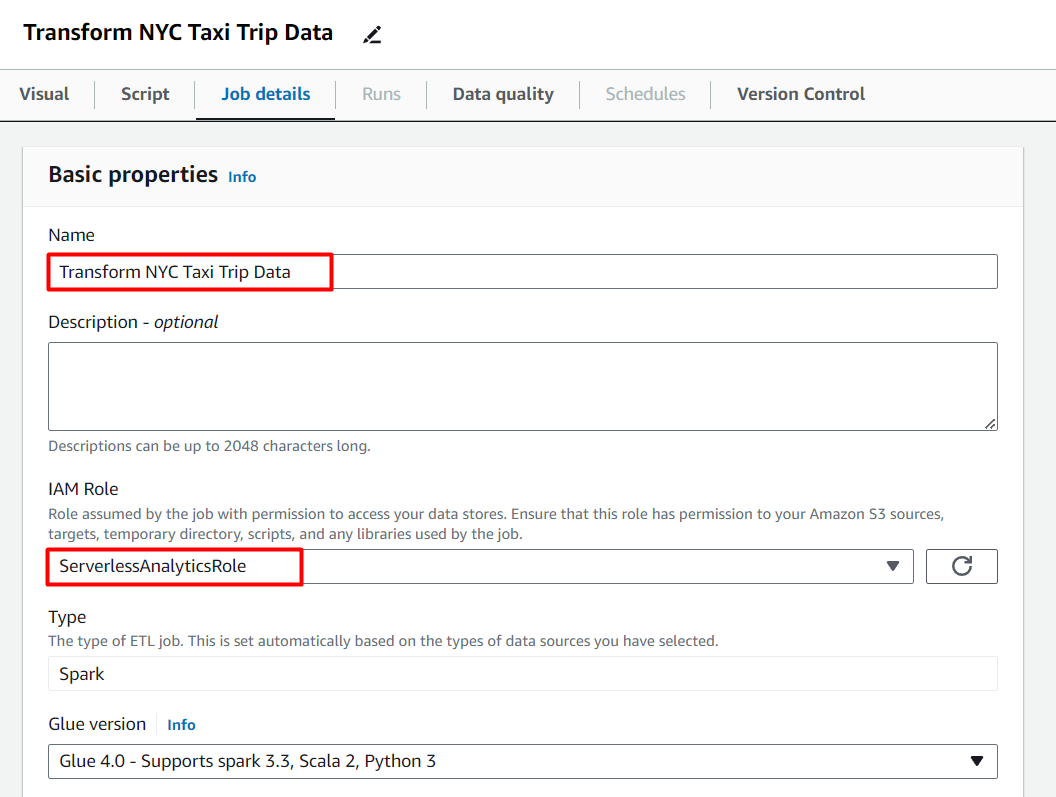 Transform NYC Taxi Trip Data
Visual Script Job details Runs Data quality Schedules Version Control
Basic properties Info
Name
Transform NYC Taxi Trip Data
Description - optional
Descriptions can be up to 2048 characters long.
IAM Role
Role assumed by the job with permission to access your data stores. Ensure that this role has permission to your Amazon S3 sources,
targets, temporary directory, scripts, and any libraries used by the job.
ServerlessAnalyticsRole
Type
The type of ETL job. This is set automatically based on the types of data sources you have selected.
Spark
Glue version Info
Glue 4.0 - Supports spark 3.3, Scala 2, Python 3